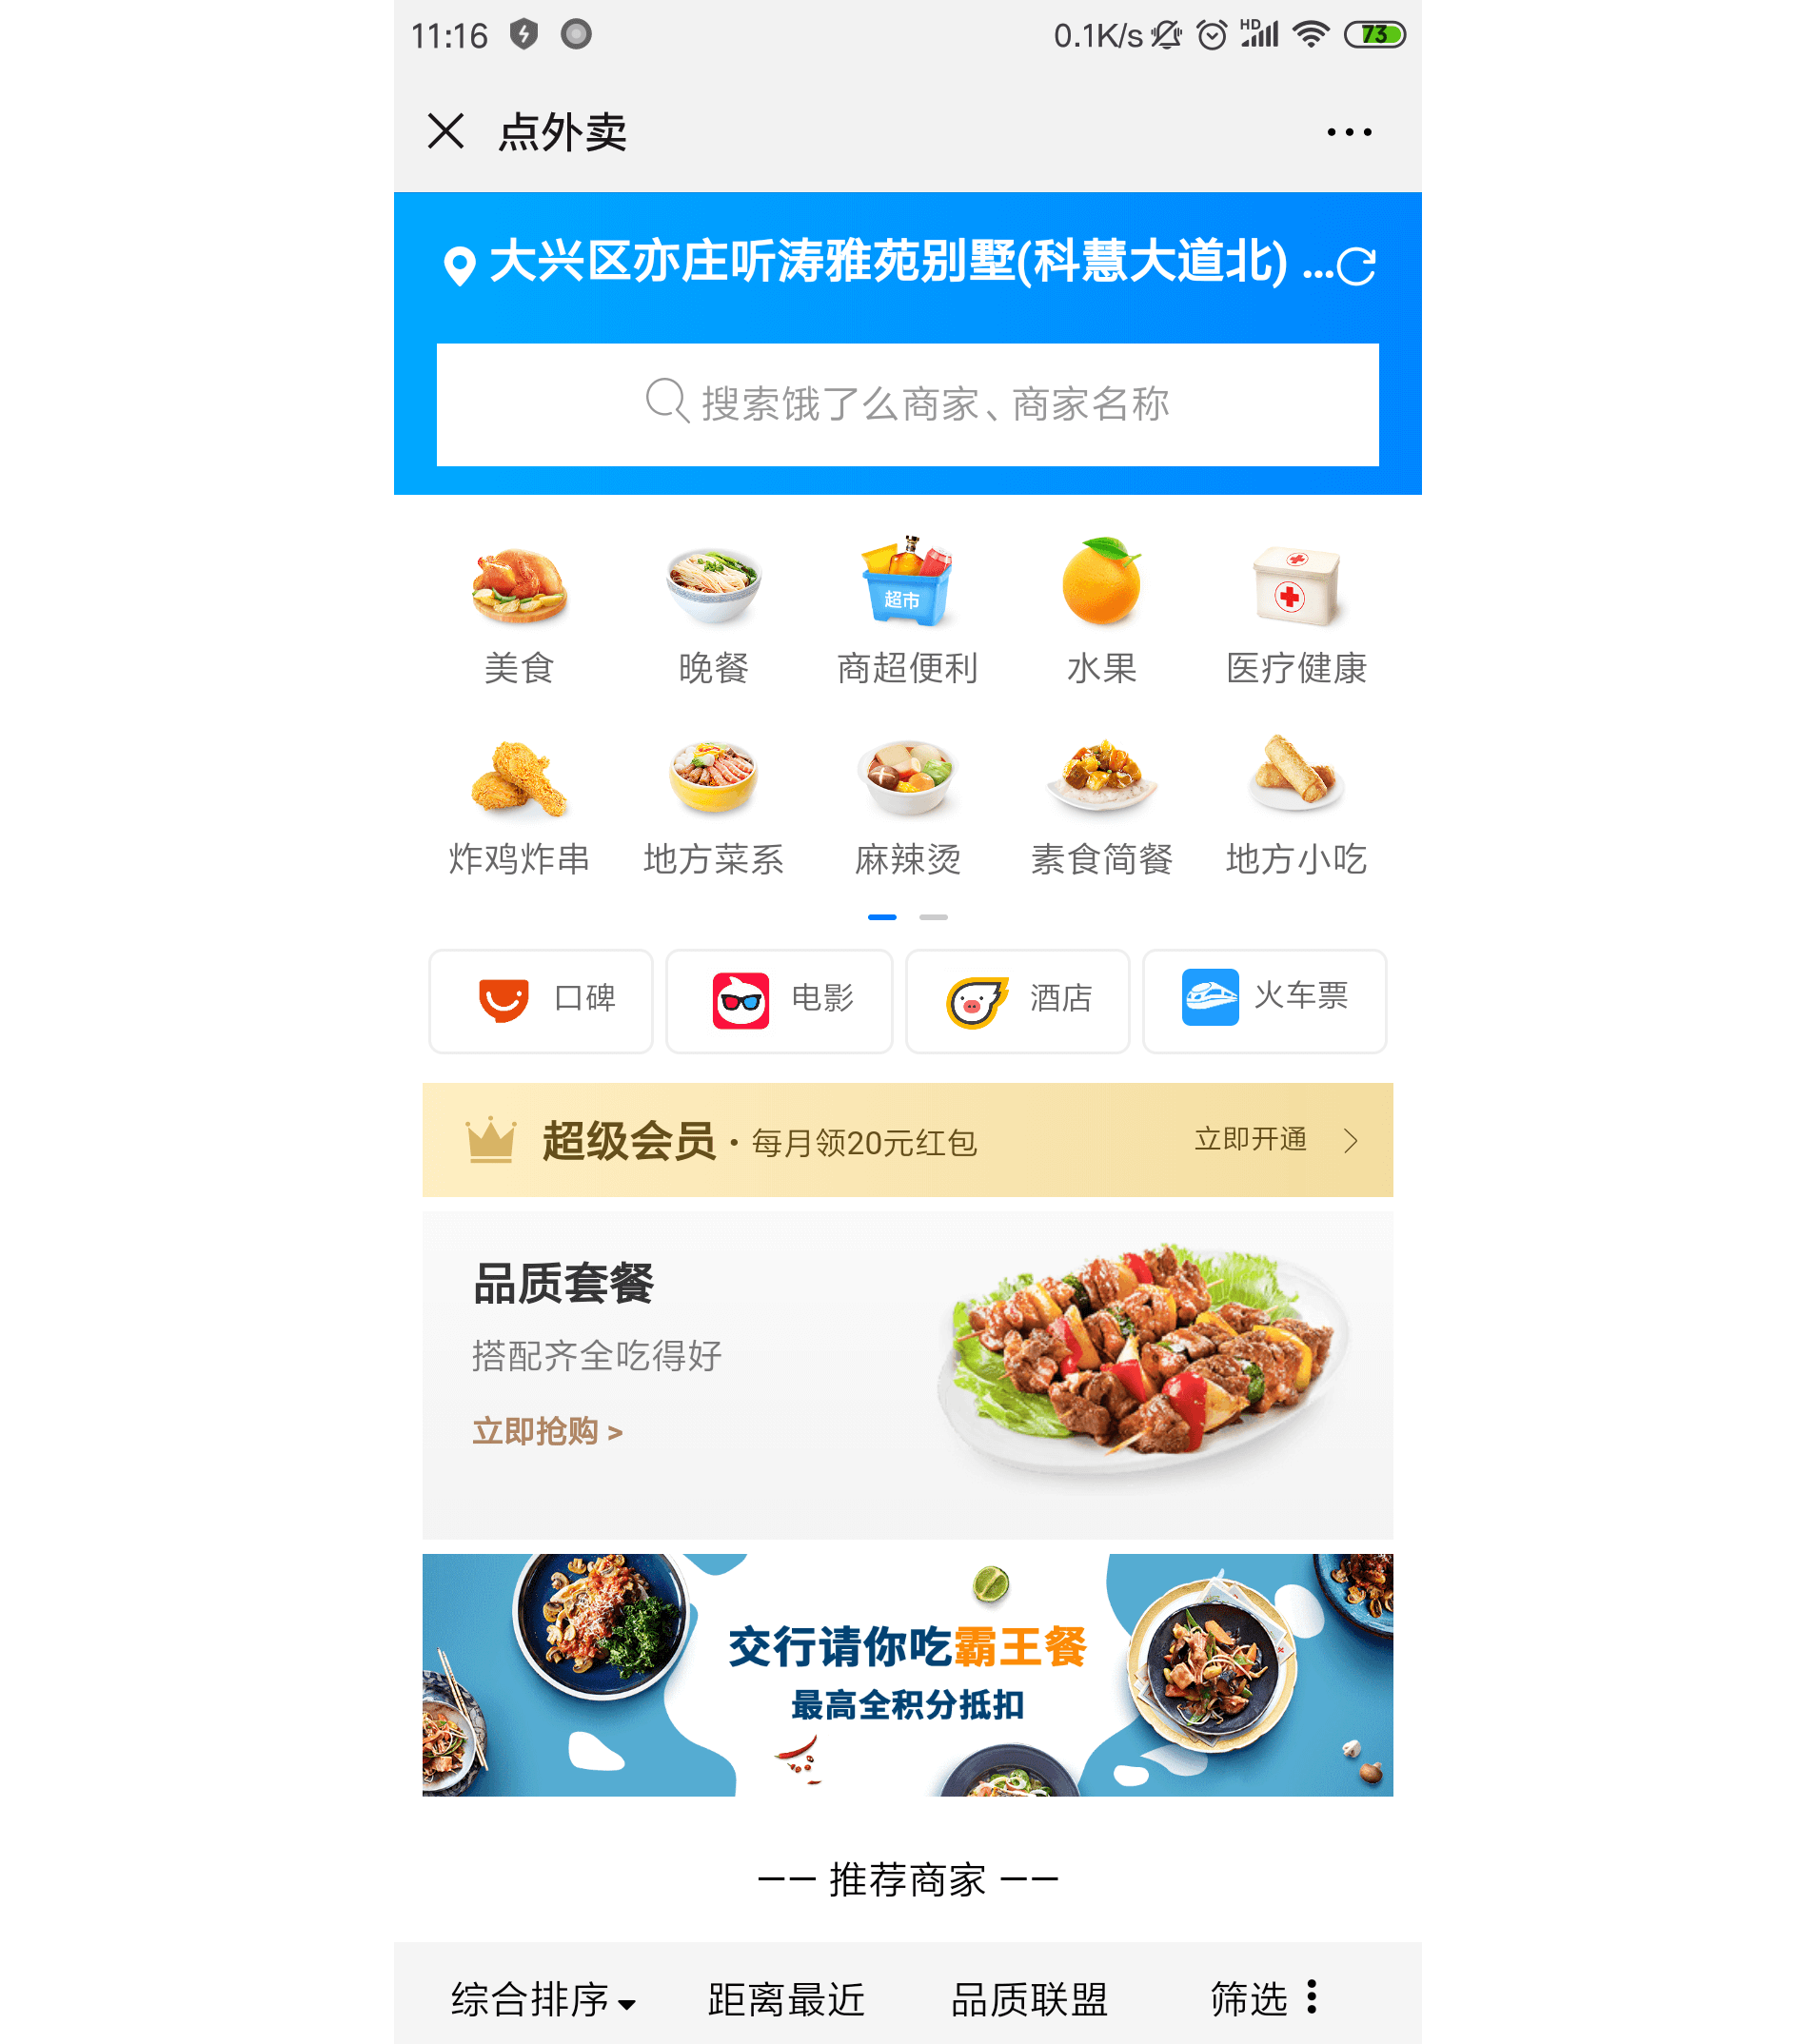 11:16 0.1K/s HD 73
点外卖
大兴区亦庄听涛雅苑别墅(科慧大道北) ...
搜索饿了么商家、商家名称
超市
美食 晚餐 商超便利 水果 医疗健康
炸鸡炸串 地方菜系 麻辣烫 素食简餐 地方小吃
口碑 电影 酒店 火车票
超级会员 · 每月领20元红包 立即开通 >
品质套餐
搭配齐全吃得好
立即抢购 >
交行请你吃霸王餐
最高全积分抵扣
—— 推荐商家 ——
综合排序 距离最近 品质联盟 筛选